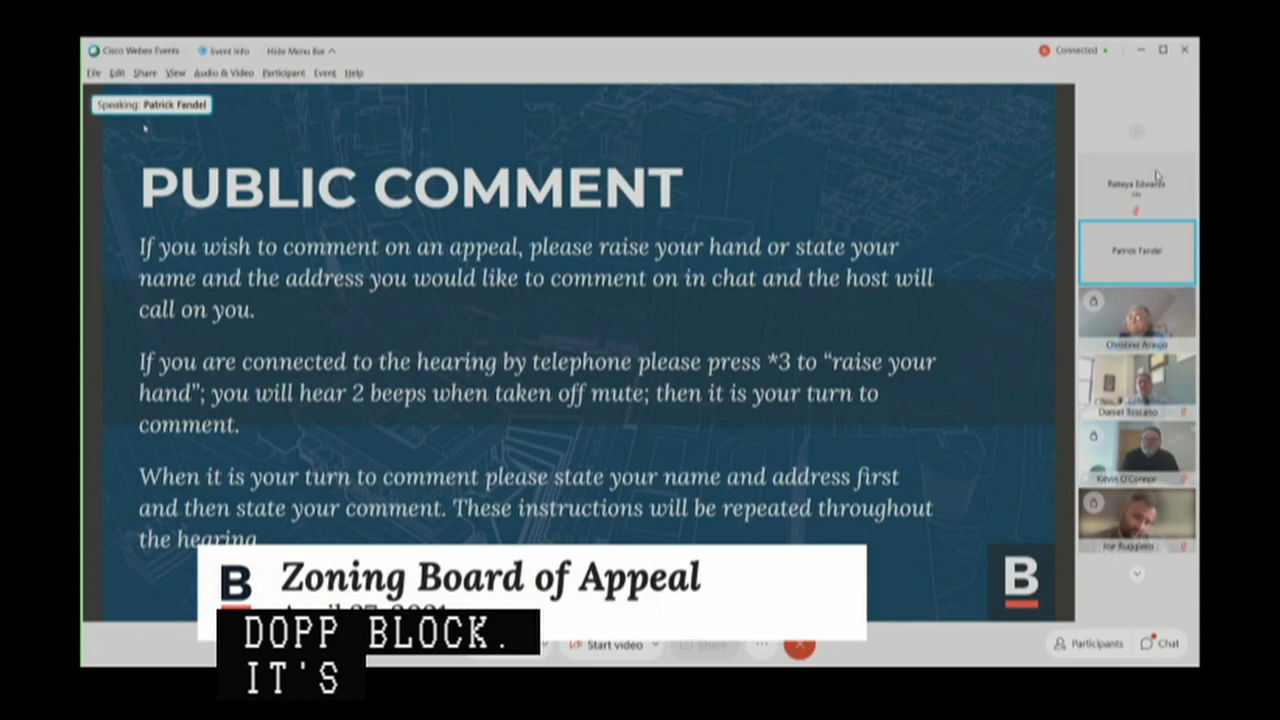 Cisco Webex Events Event Info Hide Menu Bar Connected
File Edit Share View Audio & Video Participant Event Help
Speaking: Patrick Fandel
PUBLIC COMMENT
If you wish to comment on an appeal, please raise your hand or state your
name and the address you would like to comment on in chat and the host will
call on you.
If you are connected to the hearing by telephone please press *3 to “raise your
hand”; you will hear 2 beeps when taken off mute; then it is your turn to
comment.
When it is your turn to comment please state your name and address first
and then state your comment. These instructions will be repeated throughout
the hearing
Rakeya Edwards
Patrick Fandel
Christine Araujo
Daniel Toscano
Kevin O'Connor
Joe Ruggiero
B
B Zoning Board of Appeal
DOPP BLOCK.
IT'S
Start video Share Participants Chat